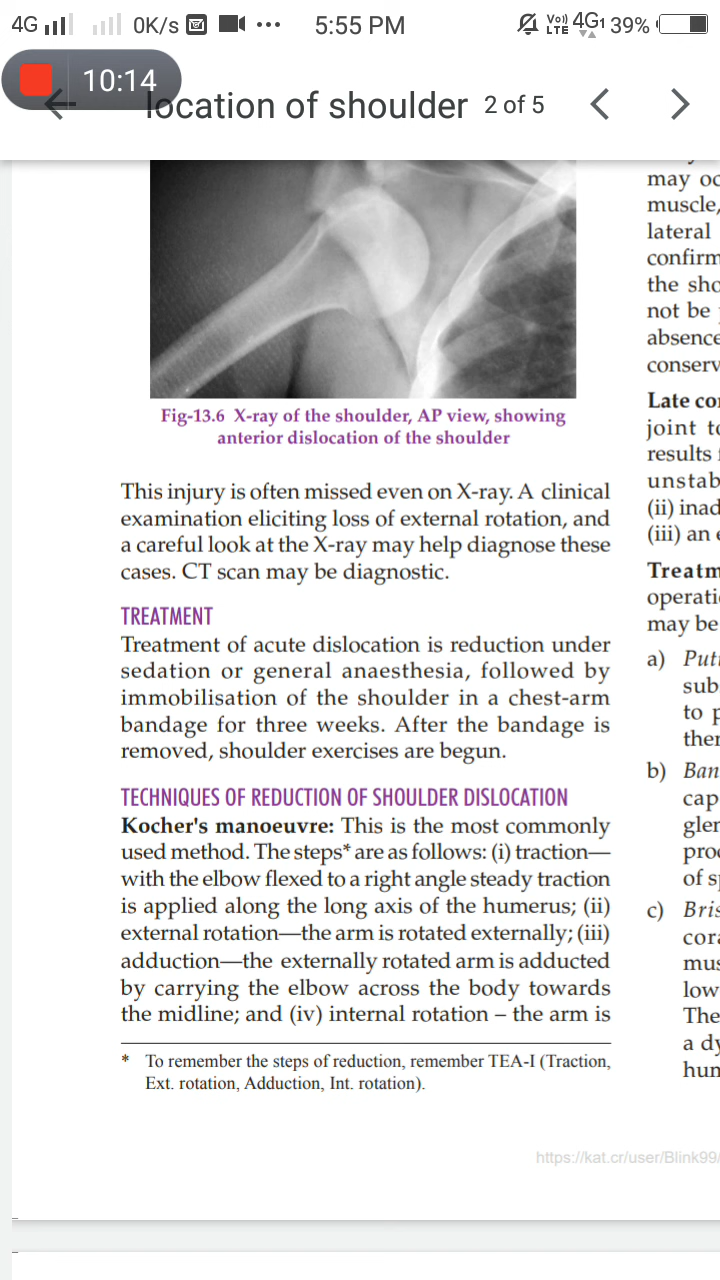 4G 0K/s 5:55 PM Vo)) LTE 4G1 39%
10:14
location of shoulder 2 of 5
Fig-13.6 X-ray of the shoulder, AP view, showing
anterior dislocation of the shoulder
This injury is often missed even on X-ray. A clinical
examination eliciting loss of external rotation, and
a careful look at the X-ray may help diagnose these
cases. CT scan may be diagnostic.
TREATMENT
Treatment of acute dislocation is reduction under
sedation or general anaesthesia, followed by
immobilisation of the shoulder in a chest-arm
bandage for three weeks. After the bandage is
removed, shoulder exercises are begun.
TECHNIQUES OF REDUCTION OF SHOULDER DISLOCATION
Kocher's manoeuvre: This is the most commonly
used method. The steps* are as follows: (i) traction—
with the elbow flexed to a right angle steady traction
is applied along the long axis of the humerus; (ii)
external rotation—the arm is rotated externally; (iii)
adduction—the externally rotated arm is adducted
by carrying the elbow across the body towards
the midline; and (iv) internal rotation – the arm is
* To remember the steps of reduction, remember TEA-I (Traction,
Ext. rotation, Adduction, Int. rotation).
may oc
muscle,
lateral
confirm
the sho
not be
absence
conserv
Late co
joint to
results
unstab
(ii) inad
(iii) an
Treatm
operati
may be
a) Put
sub
to p
ther
b) Ban
cap
gler
pro
of s
c) Bris
cora
mus
low
The
a dy
hum
https://kat.cr/user/Blink99/